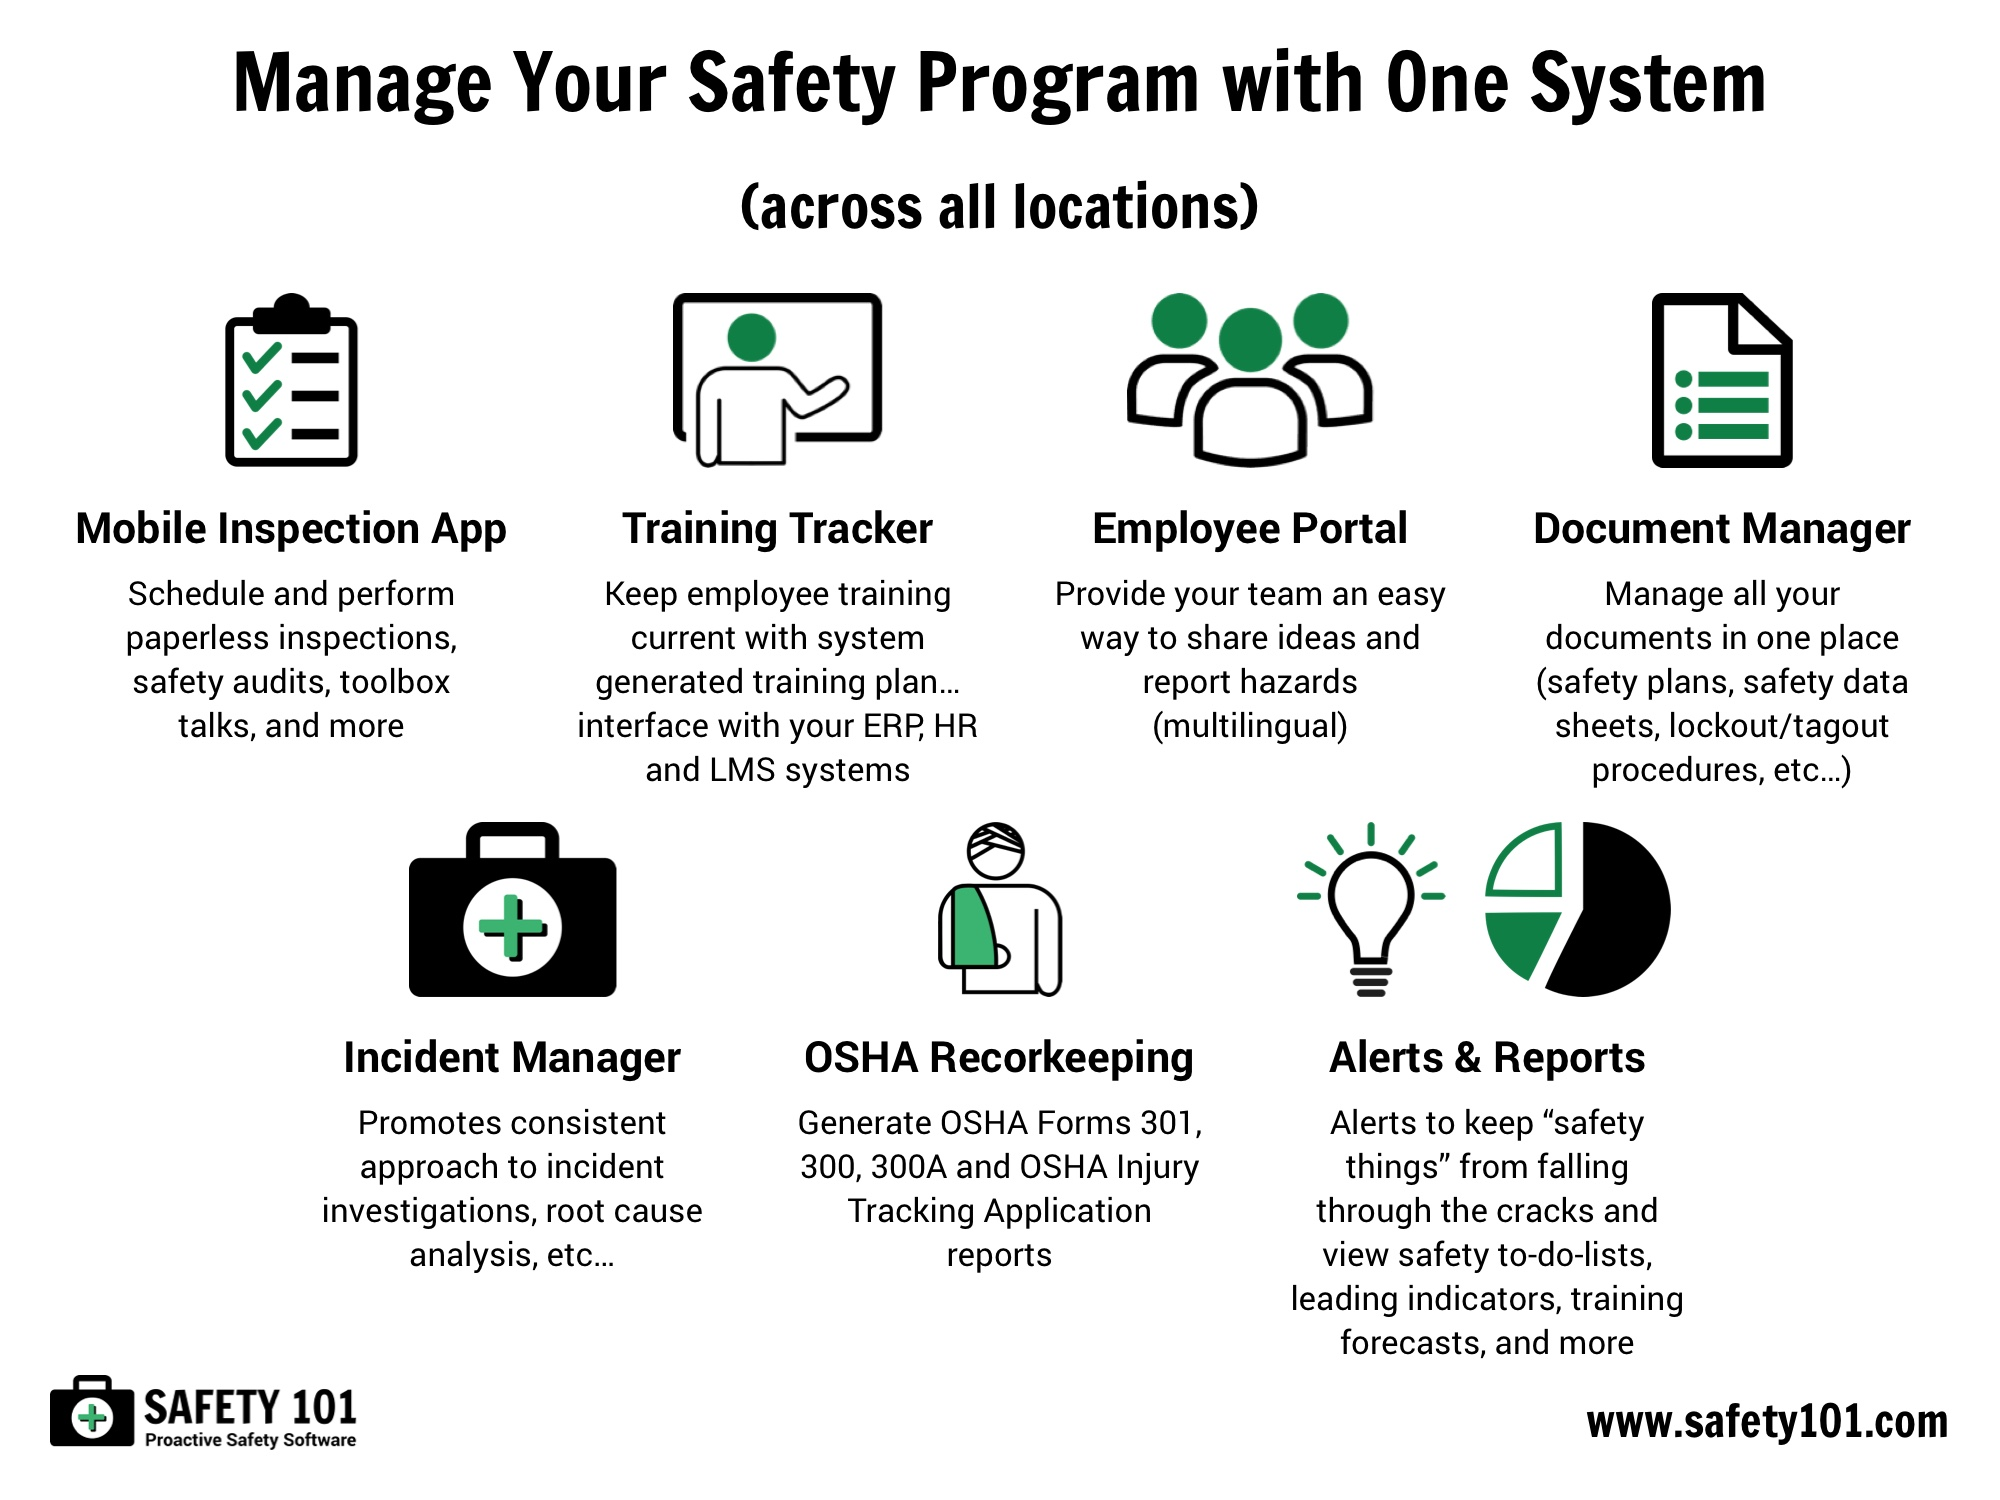 Manage Your Safety Program with One System
(across all locations)
Mobile Inspection App
Schedule and perform
paperless inspections,
safety audits, toolbox
talks, and more
Training Tracker
Keep employee training
current with system
generated training plan...
interface with your ERP, HR
and LMS systems
Employee Portal
Provide your team an easy
way to share ideas and
report hazards
(multilingual)
Document Manager
Manage all your
documents in one place
(safety plans, safety data
sheets, lockout/tagout
procedures, etc...)
Incident Manager
Promotes consistent
approach to incident
investigations, root cause
analysis, etc...
OSHA Recorkeeping
Generate OSHA Forms 301,
300, 300A and OSHA Injury
Tracking Application
reports
Alerts & Reports
Alerts to keep “safety
things” from falling
through the cracks and
view safety to-do-lists,
leading indicators, training
forecasts, and more
SAFETY 101
Proactive Safety Software
www.safety101.com